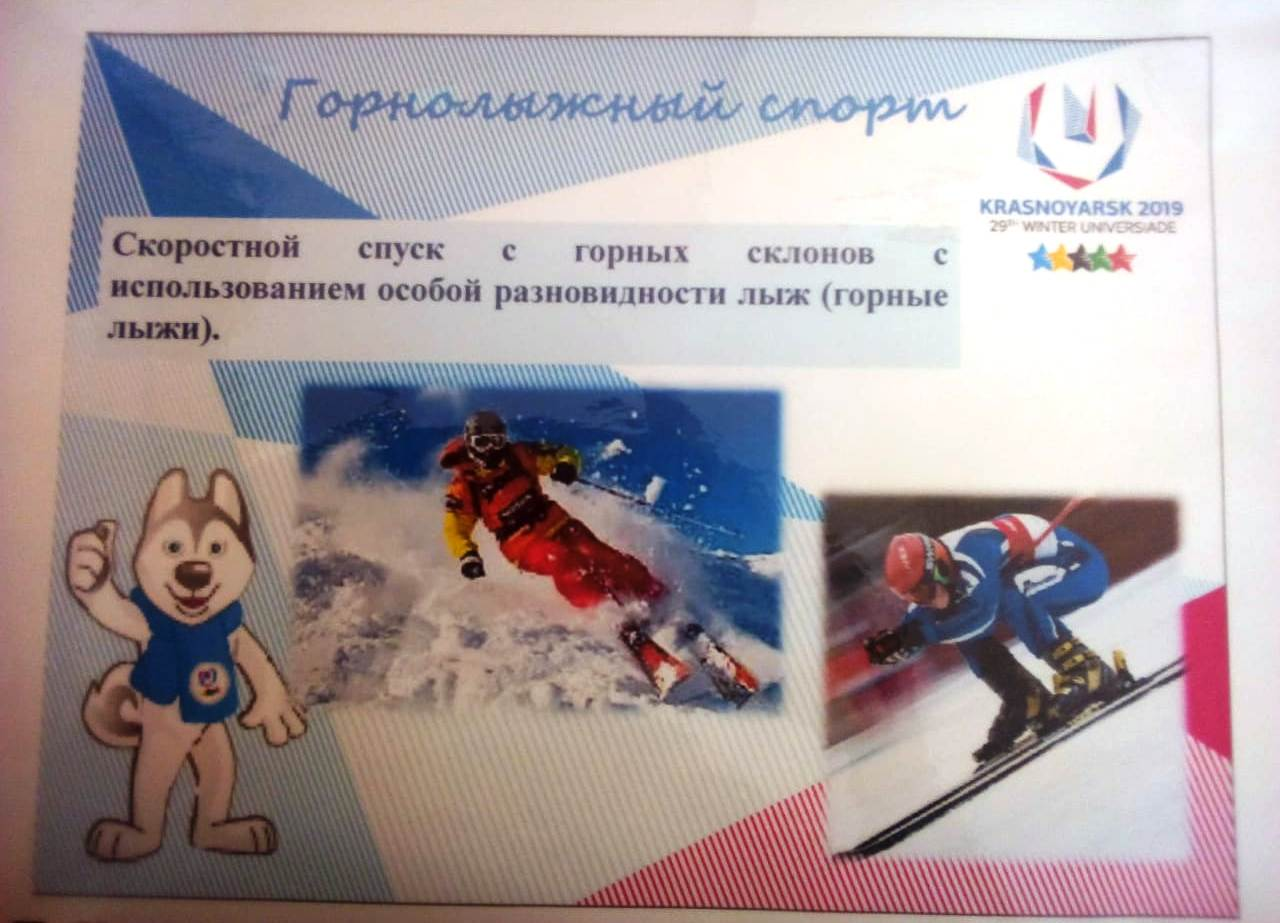 Горнолыжный спорт
KRASNOYARSK 2019
29TH WINTER UNIVERSIADE
Скоростной спуск с горных склонов с
использованием особой разновидности лыж (горные
лыжи).